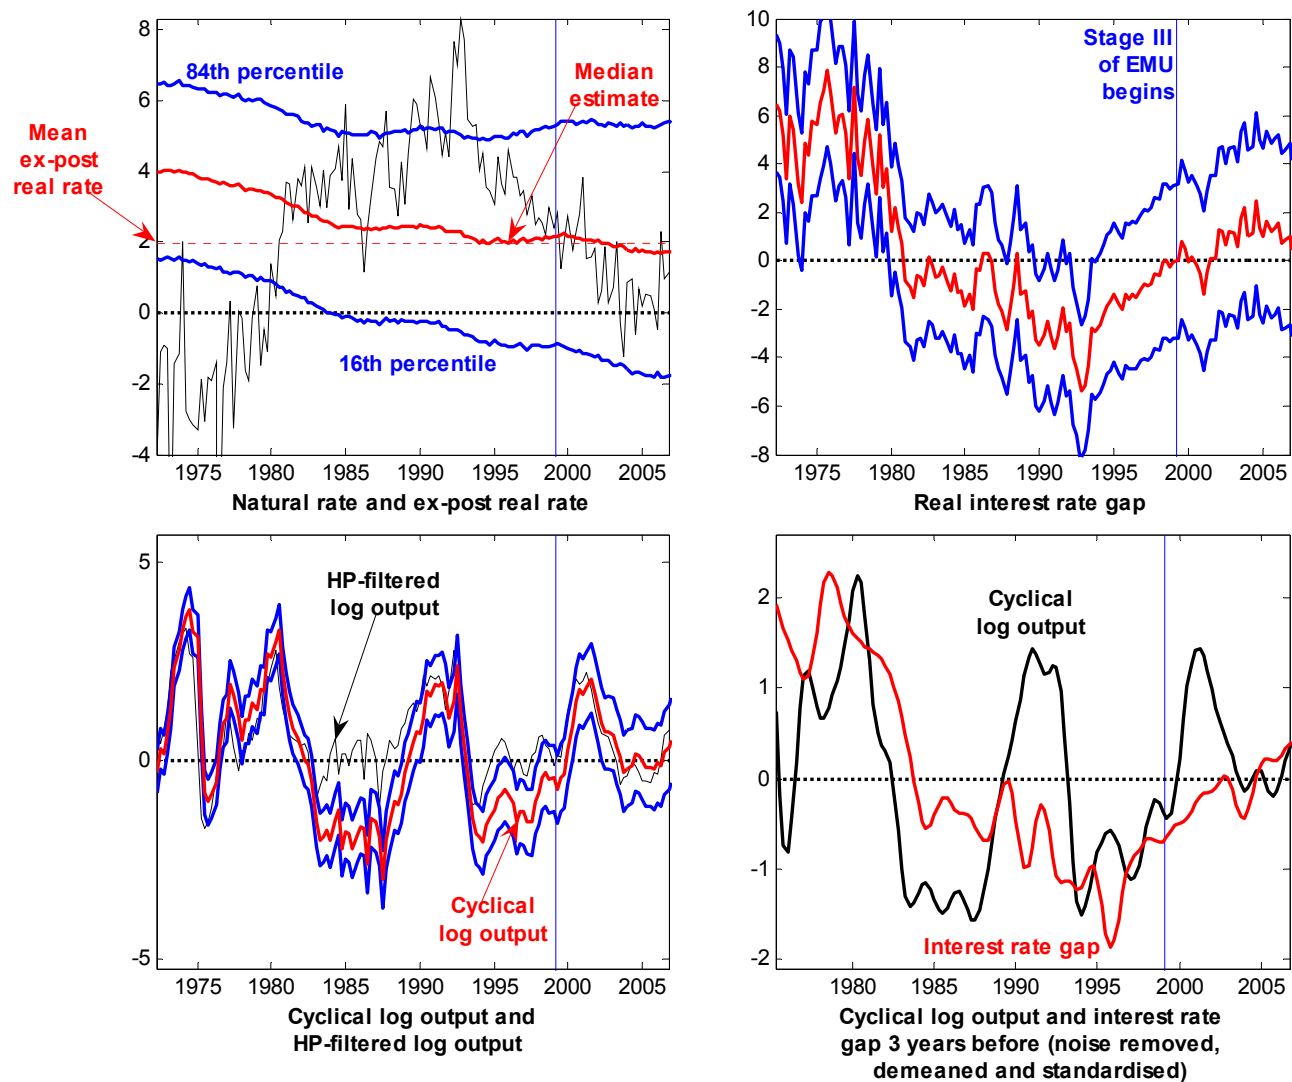 8
6
4
2
0
-2
-4
84th percentile
Median
estimate
Mean
ex-post
real rate
16th percentile
1975 1980 1985 1990 1995 2000 2005
Natural rate and ex-post real rate
10
8
6
4
2
0
-2
-4
-6
-8
Stage III
of EMU
begins
1975 1980 1985 1990 1995 2000 2005
Real interest rate gap
5
0
-5
HP-filtered
log output
Cyclical
log output
1975 1980 1985 1990 1995 2000 2005
Cyclical log output and
HP-filtered log output
2
1
0
-1
-2
Cyclical
log output
Interest rate gap
1980 1985 1990 1995 2000 2005
Cyclical log output and interest rate
gap 3 years before (noise removed,
demeaned and standardised)